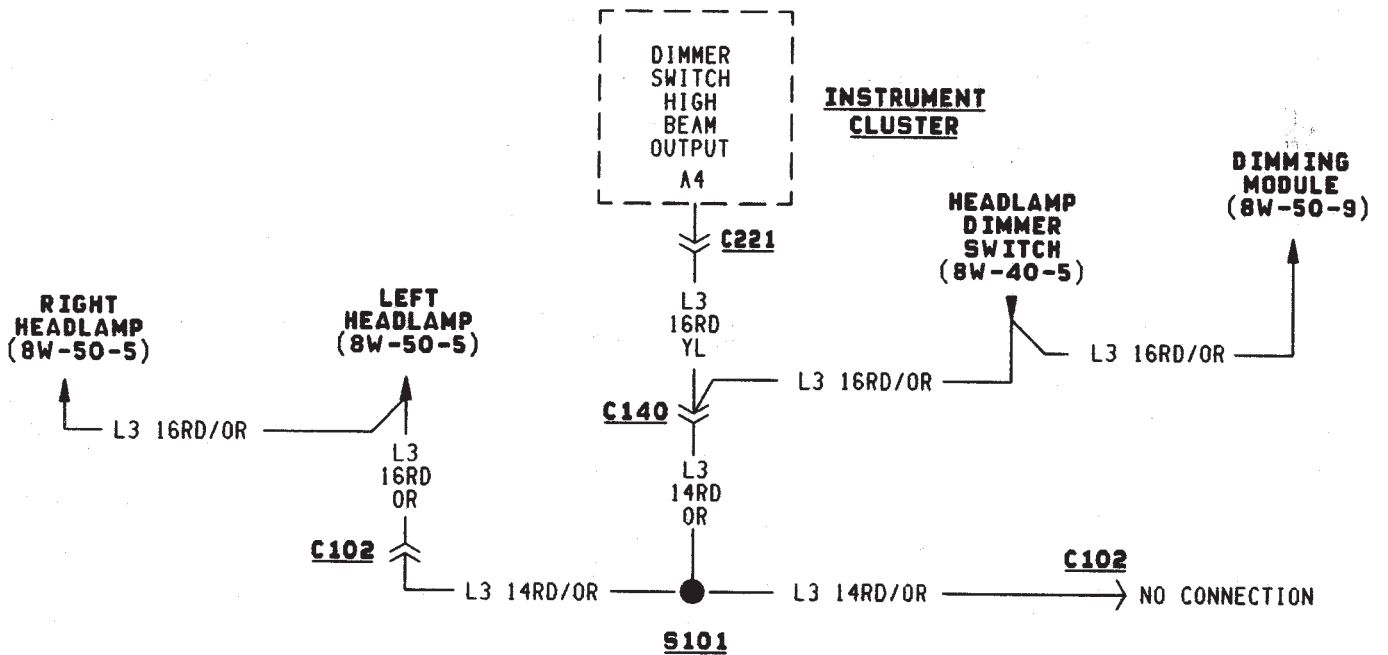 DIMMER
SWITCH
HIGH
BEAM
OUTPUT
A4
INSTRUMENT
CLUSTER
C221
HEADLAMP
DIMMER
SWITCH
(8W-40-5)
DIMMING
MODULE
(8W-50-9)
RIGHT
HEADLAMP
(8W-50-5)
LEFT
HEADLAMP
(8W-50-5)
L3
16RD
YL
L3 16RD/OR
L3 16RD/OR
C140
L3 16RD/OR
L3
16RD
OR
L3
14RD
OR
C102
L3 14RD/OR
S101
L3 14RD/OR
C102
NO CONNECTION